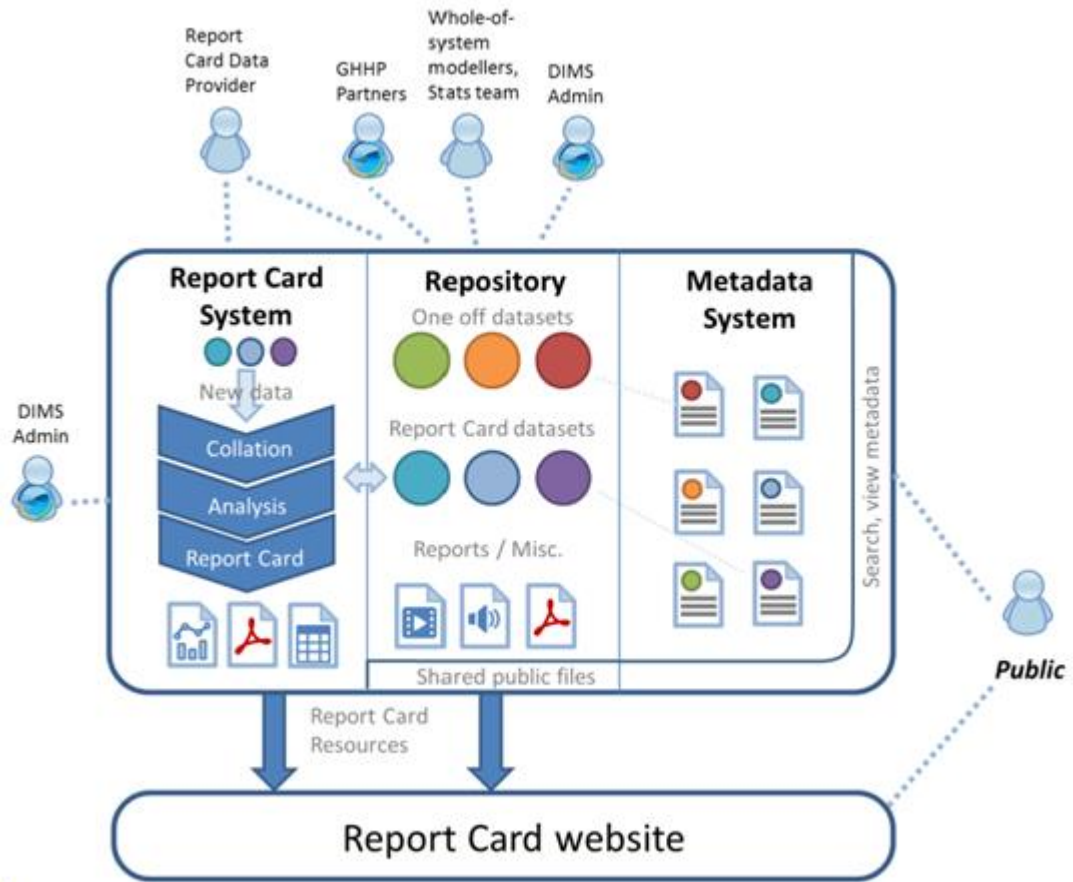 Report
Card Data
Provider
GHHP
Partners
Whole-of-
system
modellers,
Stats team
DIMS
Admin
DIMS
Admin
Report Card
System
New data
Collation
Analysis
Report Card
Repository
One off datasets
Report Card datasets
Reports / Misc.
Shared public files
Metadata
System
Search, view metadata
Public
Report Card
Resources
Report Card website